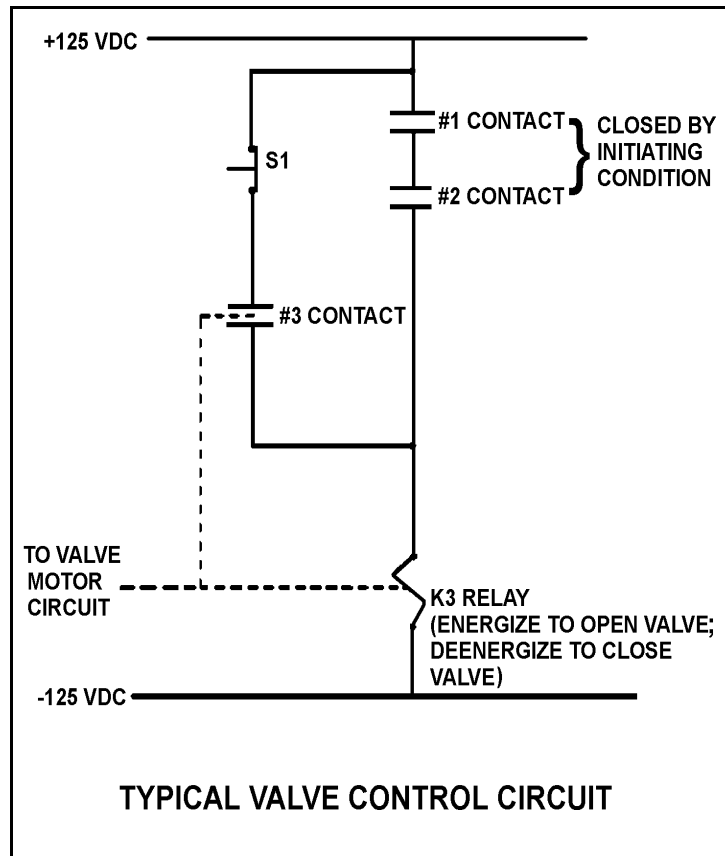 +125 VDC
S1
#1 CONTACT
#2 CONTACT
CLOSED BY
INITIATING
CONDITION
#3 CONTACT
TO VALVE
MOTOR
CIRCUIT
K3 RELAY
(ENERGIZE TO OPEN VALVE;
DEENERGIZE TO CLOSE
VALVE)
-125 VDC
TYPICAL VALVE CONTROL CIRCUIT